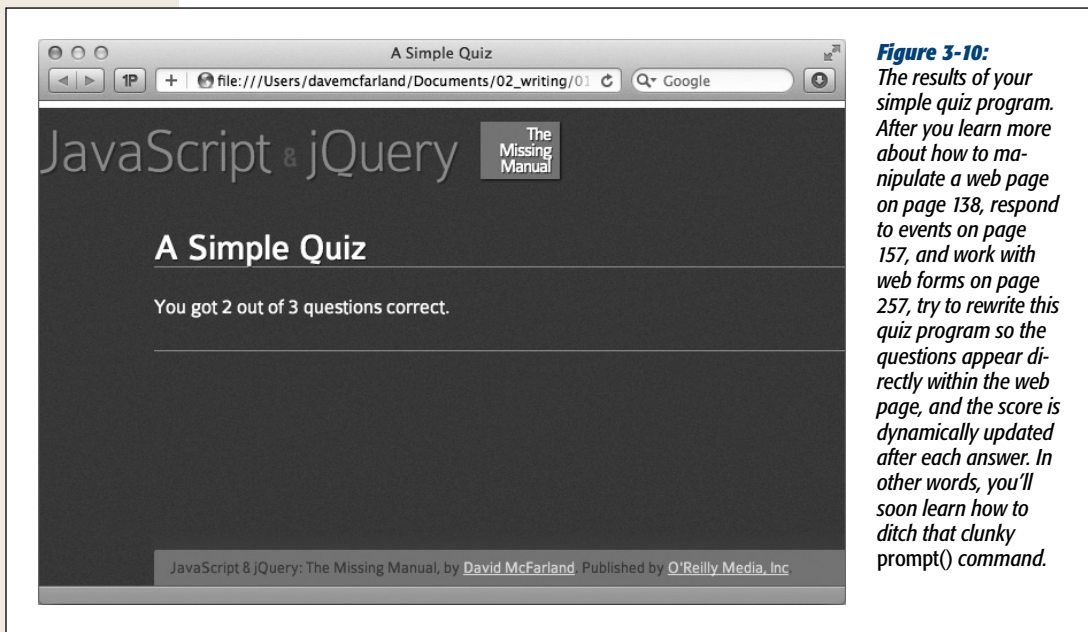 A Simple Quiz
1P
+
file:///Users/davemcfarland/Documents/02_writing/01
Google
JavaScript & jQuery
The
Missing
Manual
A Simple Quiz
You got 2 out of 3 questions correct.
JavaScript & jQuery: The Missing Manual, by David McFarland. Published by O'Reilly Media, Inc.
Figure 3-10:
The results of your
simple quiz program.
After you learn more
about how to ma-
nipulate a web page
on page 138, respond
to events on page
157, and work with
web forms on page
257, try to rewrite this
quiz program so the
questions appear di-
rectly within the web
page, and the score is
dynamically updated
after each answer. In
other words, you'll
soon learn how to
ditch that clunky
prompt() command.